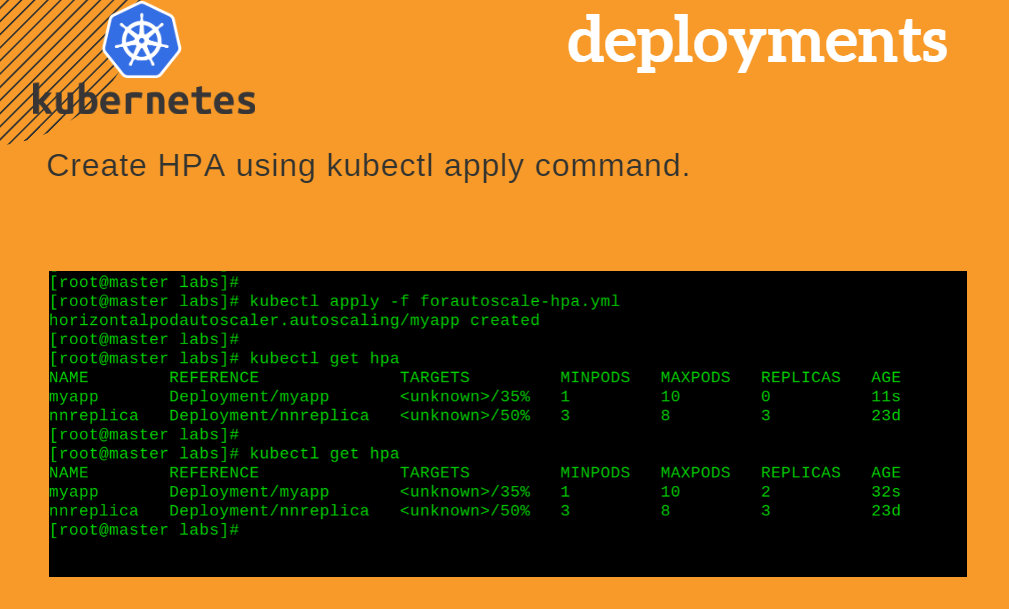 kubernetes
deployments
Create HPA using kubectl apply command.
[root@master labs]#
[root@master labs]# kubectl apply -f forautoscale-hpa.yml
horizontalpodautoscaler.autoscaling/myapp created
[root@master labs]#
[root@master labs]# kubectl get hpa
NAME        REFERENCE              TARGETS         MINPODS   MAXPODS   REPLICAS   AGE
myapp       Deployment/myapp       <unknown>/35%   1         10        0          11s
nnreplica   Deployment/nnreplica   <unknown>/50%   3         8         3          23d
[root@master labs]#
[root@master labs]# kubectl get hpa
NAME        REFERENCE              TARGETS         MINPODS   MAXPODS   REPLICAS   AGE
myapp       Deployment/myapp       <unknown>/35%   1         10        2          32s
nnreplica   Deployment/nnreplica   <unknown>/50%   3         8         3          23d
[root@master labs]#